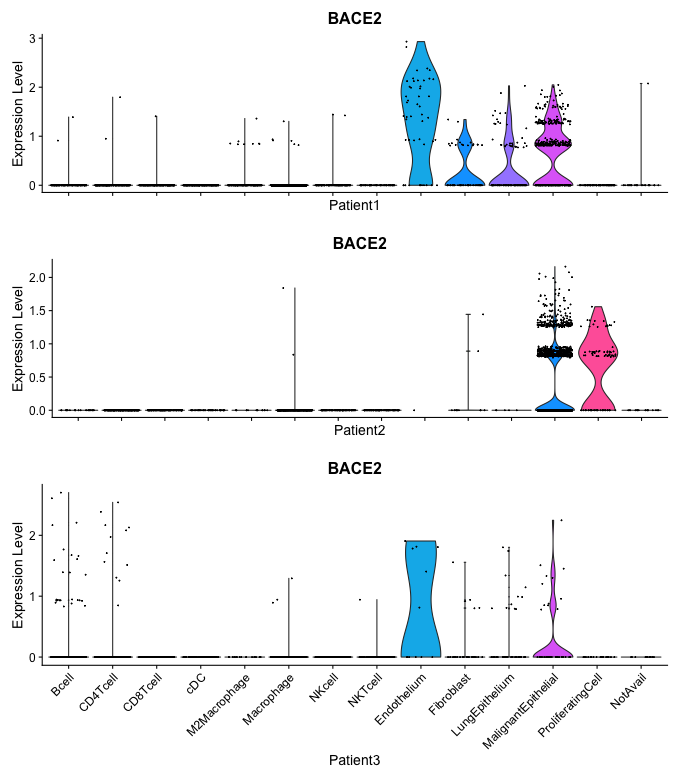 BACE2
Expression Level
3
2
1
0
Patient1
BACE2
Expression Level
2.0
1.5
1.0
0.5
0.0
Patient2
BACE2
Expression Level
2
1
0
Bcell
CD4Tcell
CD8Tcell
cDC
M2Macrophage
Macrophage
NKcell
NKTcell
Endothelium
Fibroblast
LungEpithelium
MalignantEpithelial
ProliferatingCell
NotAvail
Patient3